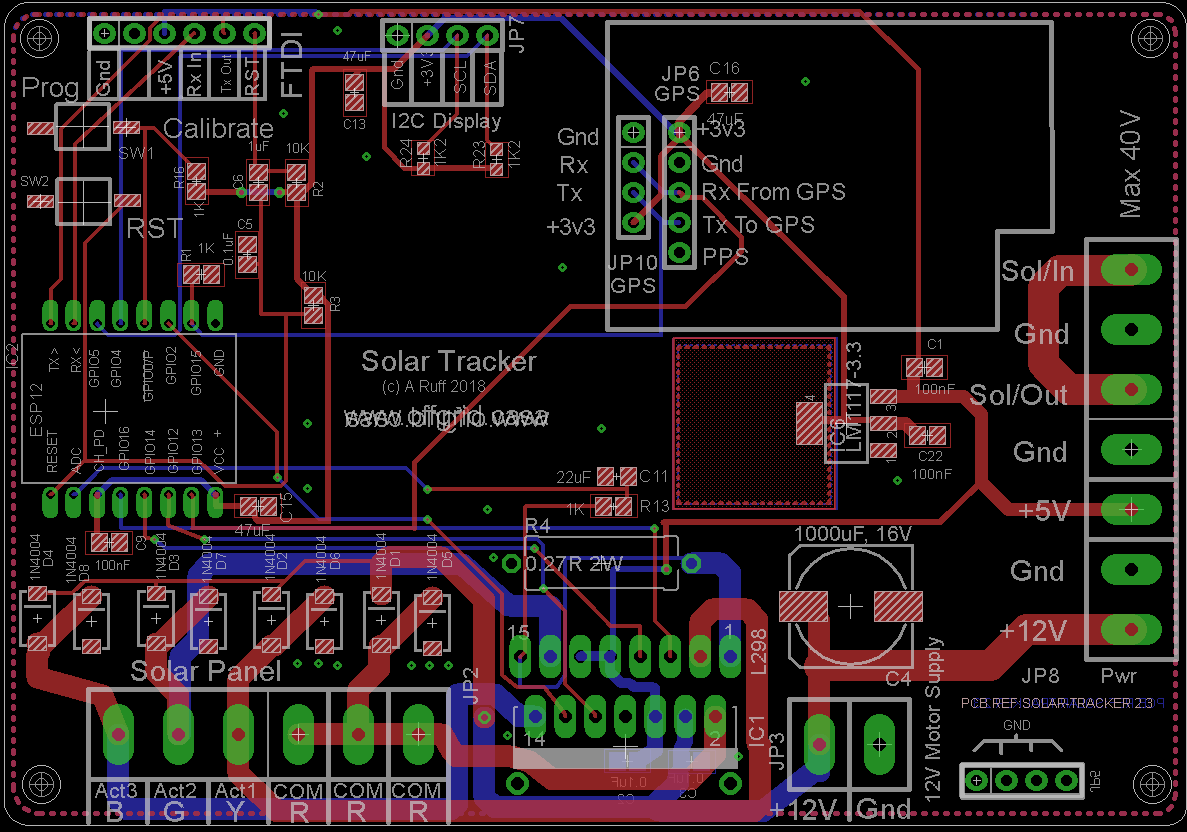 Prog
Gnd
+5V
Rx In
Tx Out
RST
FTDI
47uF
C13
Gnd
+3V3
SCL
SDA
JP7
I2C Display
R24
1K2
R23
1K2
SW1
Calibrate
SW2
RST
R16
1K
1uF
C6
10K
R2
C5
0.1uF
R1
1K
10K
R3
JP6
GPS
C16
47uF
Gnd
Rx
Tx
+3v3
+3v3
Gnd
Rx From GPS
Tx To GPS
PPS
JP10
GPS
Max 40V
Sol/In
Gnd
Sol/Out
Gnd
+5V
Gnd
+12V
JP8
Pwr
ESP12
TX >
RX <
GPIO5
GPIO4
GPIO0/P
GPIO2
GPIO15
GND
RESET
ADC
CH_PD
GPIO16
GPIO14
GPIO12
GPIO13
VCC +
Solar Tracker
(c) A Ruff 2018
IC6
LM1117-3.3
4
3
2
1
C1
100nF
C22
100nF
22uF
C11
1K
R13
C15
47uF
C9
100nF
R4
0.27R 2W
1N4004
D4
1N4004
D8
1N4004
D3
1N4004
D7
1N4004
D2
1N4004
D6
1N4004
D1
1N4004
D5
1000uF, 16V
C4
15
1
L298
14
2
IC1
JP2
0.1uF
0.1uF
Solar Panel
Act3
B
Act2
G
Act1
Y
COM
R
COM
R
COM
R
JP3
+12V
Gnd
12V Motor Supply
PCB.REF:SOLAR-TRACKER V2.3
GND